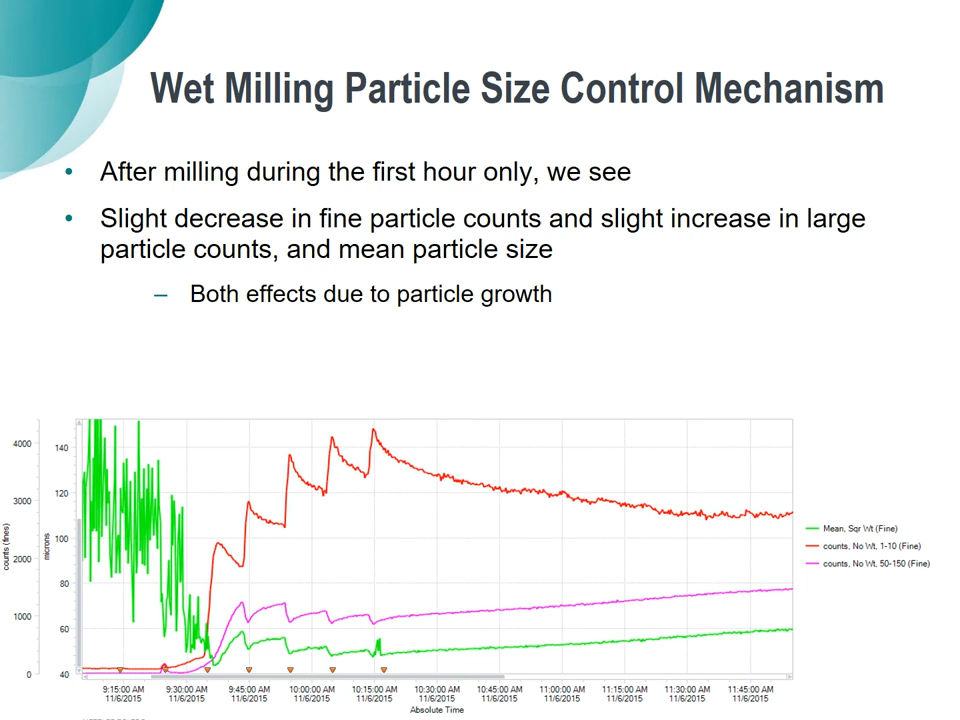 Wet Milling Particle Size Control Mechanism
• After milling during the first hour only, we see
• Slight decrease in fine particle counts and slight increase in large
particle counts, and mean particle size
– Both effects due to particle growth
counts (fines)
4000
3000
2000
1000
0
microns
140
120
100
80
60
40
Mean, Sqr Wt (Fine)
counts, No Wt, 1-10 (Fine)
counts, No Wt, 50-150 (Fine)
9:15:00 AM 9:30:00 AM 9:45:00 AM 10:00:00 AM 10:15:00 AM 10:30:00 AM 10:45:00 AM 11:00:00 AM 11:15:00 AM 11:30:00 AM 11:45:00 AM
11/6/2015 11/6/2015 11/6/2015 11/6/2015 11/6/2015 11/6/2015 11/6/2015 11/6/2015 11/6/2015 11/6/2015 11/6/2015
Absolute Time